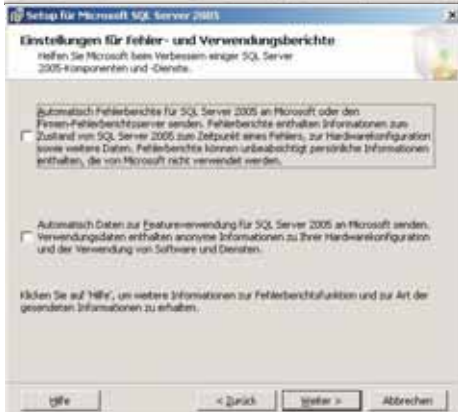 Setup für Microsoft SQL Server 2005
Einstellungen für Fehler- und Verwendungsberichte
Helfen Sie Microsoft beim Verbessern einiger SQL Server
2005-Komponenten und -Dienste.
Automatisch Fehlerberichte für SQL Server 2005 an Microsoft oder den
Firmen-Fehlerberichtsserver senden. Fehlerberichte enthalten Informationen zum
Zustand von SQL Server 2005 zum Zeitpunkt eines Fehlers, zur Hardwarekonfiguration
sowie weitere Daten. Fehlerberichte können unbeabsichtigt persönliche Informationen
enthalten, die von Microsoft nicht verwendet werden.
Automatisch Daten zur Featureverwendung für SQL Server 2005 an Microsoft senden.
Verwendungsdaten enthalten anonyme Informationen zu Ihrer Hardwarekonfiguration
und der Verwendung von Software und Diensten.
Klicken Sie auf 'Hilfe', um weitere Informationen zur Fehlerberichtsfunktion und zur Art der
gesendeten Informationen zu erhalten.
Hilfe
< Zurück
Weiter >
Abbrechen